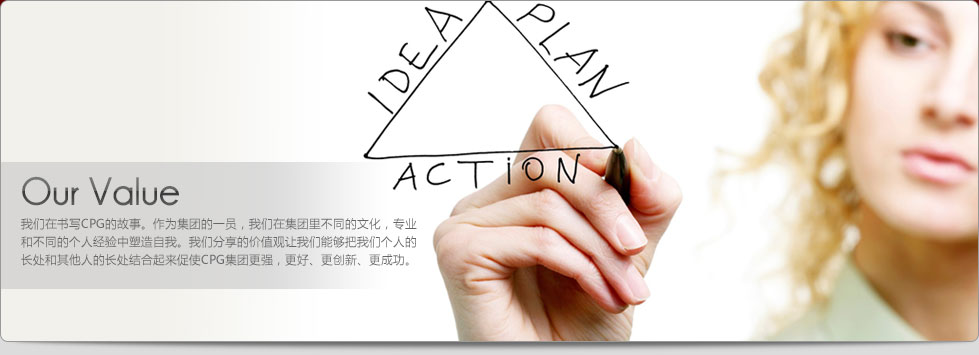 IDEA
PLAN
ACTION
Our Value
我们在书写CPG的故事。作为集团的一员，我们在集团里不同的文化，专业
和不同的个人经验中塑造自我。我们分享的价值观让我们能够把我们个人的
长处和其他人的长处结合起来促使CPG集团更强，更好、更创新、更成功。